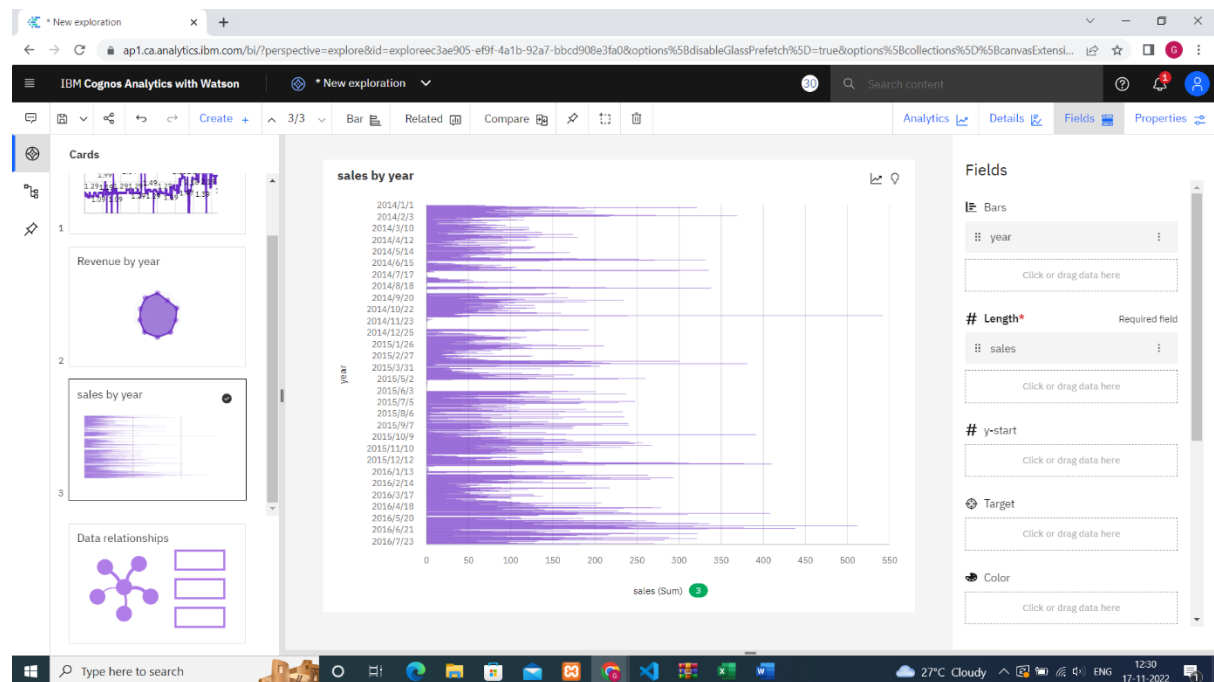 * New exploration
ap1.ca.analytics.ibm.com/bi/?perspective=explore&id=exploreec3ae905-ef9f-4a1b-92a7-bbcd908e3fa0&options%5BdisableGlassPrefetch%5D=true&options%5Bcollections%5D%5BcanvasExtensi...
G
IBM Cognos Analytics with Watson
* New exploration
30
Search content
1
Create +
3/3
Bar
Related
Compare
Analytics
Details
Fields
Properties
Cards
1
Revenue by year
2
sales by year
3
Data relationships
sales by year
2014/1/1
2014/2/3
2014/3/10
2014/4/12
2014/5/14
2014/6/15
2014/7/17
2014/8/18
2014/9/20
2014/10/22
2014/11/23
2014/12/25
2015/1/26
2015/2/27
2015/3/31
2015/5/2
2015/6/3
2015/7/5
2015/8/6
2015/9/7
2015/10/9
2015/11/10
2015/12/12
2016/1/13
2016/2/14
2016/3/17
2016/4/18
2016/5/20
2016/6/21
2016/7/23
year
0 50 100 150 200 250 300 350 400 450 500 550
sales (Sum) 3
Fields
Bars
year
Click or drag data here
# Length* Required field
sales
Click or drag data here
# y-start
Click or drag data here
Target
Click or drag data here
Color
Click or drag data here
Type here to search
27°C Cloudy
ENG
12:30
17-11-2022
1